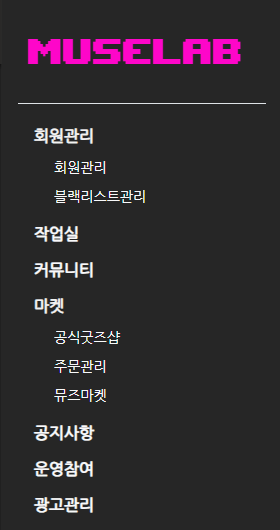 MUSELAB
회원관리
회원관리
블랙리스트관리
작업실
커뮤니티
마켓
공식굿즈샵
주문관리
뮤즈마켓
공지사항
운영참여
광고관리